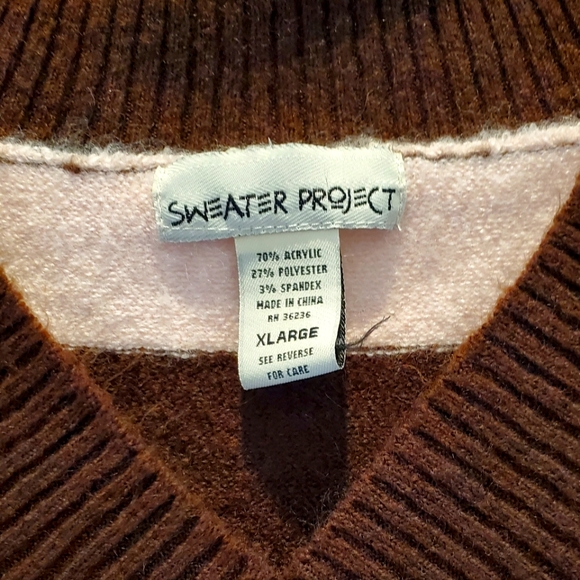 SWEATER PROJECT
70% ACRYLIC
27% POLYESTER
3% SPANDEX
MADE IN CHINA
RN 36236
XLARGE
SEE REVERSE
FOR CARE